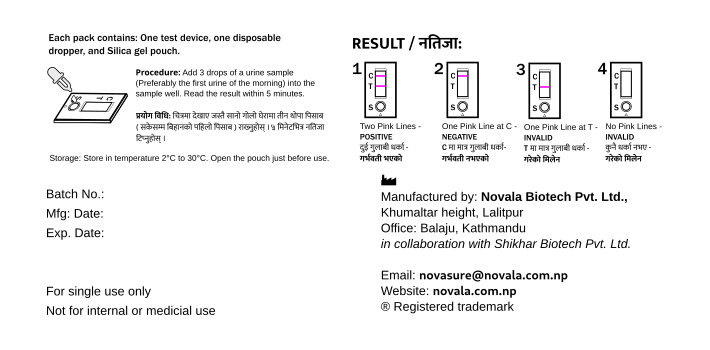 Each pack contains: One test device, one disposable
dropper, and Silica gel pouch.
Procedure: Add 3 drops of a urine sample
(Preferably the first urine of the morning) into the
sample well. Read the result within 5 minutes.
प्रयोग विधि: चित्रमा देखाए जस्तै सानो गोलो घेरामा तीन थोपा पिसाब
( सकेसम्म बिहानको पहिलो पिसाब ) राख्नुहोस् । ५ मिनेटभित्र नतिजा
टिप्नुहोस् ।
Storage: Store in temperature 2°C to 30°C. Open the pouch just before use.
Batch No.:
Mfg: Date:
Exp. Date:
For single use only
Not for internal or medicial use
RESULT / नतिजा:
1 C T S
2 C T S
3 C T S
4 C T S
Two Pink Lines -
POSITIVE
दुई गुलाबी धर्का -
गर्भवती भएको
One Pink Line at C -
NEGATIVE
C मा मात्र गुलाबी धर्का-
गर्भवती नभएको
One Pink Line at T -
INVALID
T मा मात्र गुलाबी धर्का -
गरेको मिलेन
No Pink Lines -
INVALID
कुनै धर्का नभए -
गरेको मिलेन
Manufactured by: Novala Biotech Pvt. Ltd.,
Khumaltar height, Lalitpur
Office: Balaju, Kathmandu
in collaboration with Shikhar Biotech Pvt. Ltd.
Email: novasure@novala.com.np
Website: novala.com.np
® Registered trademark